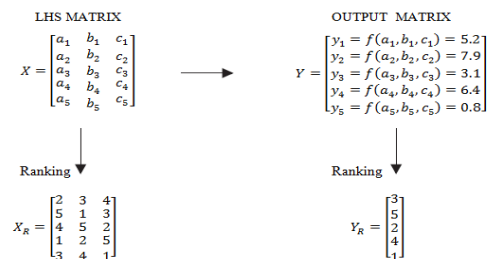 LHS MATRIX
OUTPUT MATRIX
X = [a₁ b₁ c₁
a₂ b₂ c₂
a₃ b₃ c₃
a₄ b₄ c₄
a₅ b₅ c₅]
Y = [y₁ = f(a₁, b₁, c₁) = 5.2
y₂ = f(a₂, b₂, c₂) = 7.9
y₃ = f(a₃, b₃, c₃) = 3.1
y₄ = f(a₄, b₄, c₄) = 6.4
y₅ = f(a₅, b₅, c₅) = 0.8]
Ranking
Ranking
X_R = [2 3 4
5 1 3
4 5 2
1 2 5
3 4 1]
Y_R = [3
5
2
4
1]